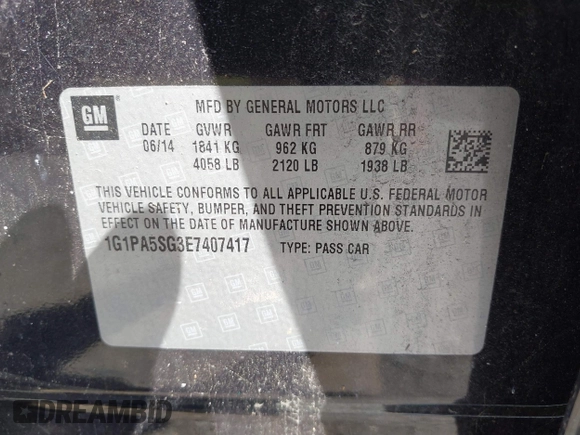 GM
MFD BY GENERAL MOTORS LLC
DATE GVWR GAWR FRT GAWR RR
06/14 1841 KG 962 KG 879 KG
4058 LB 2120 LB 1938 LB
THIS VEHICLE CONFORMS TO ALL APPLICABLE U.S. FEDERAL MOTOR
VEHICLE SAFETY, BUMPER, AND THEFT PREVENTION STANDARDS IN
EFFECT ON THE DATE OF MANUFACTURE SHOWN ABOVE.
1G1PA5SG3E7407417 TYPE: PASS CAR
DREAMBID